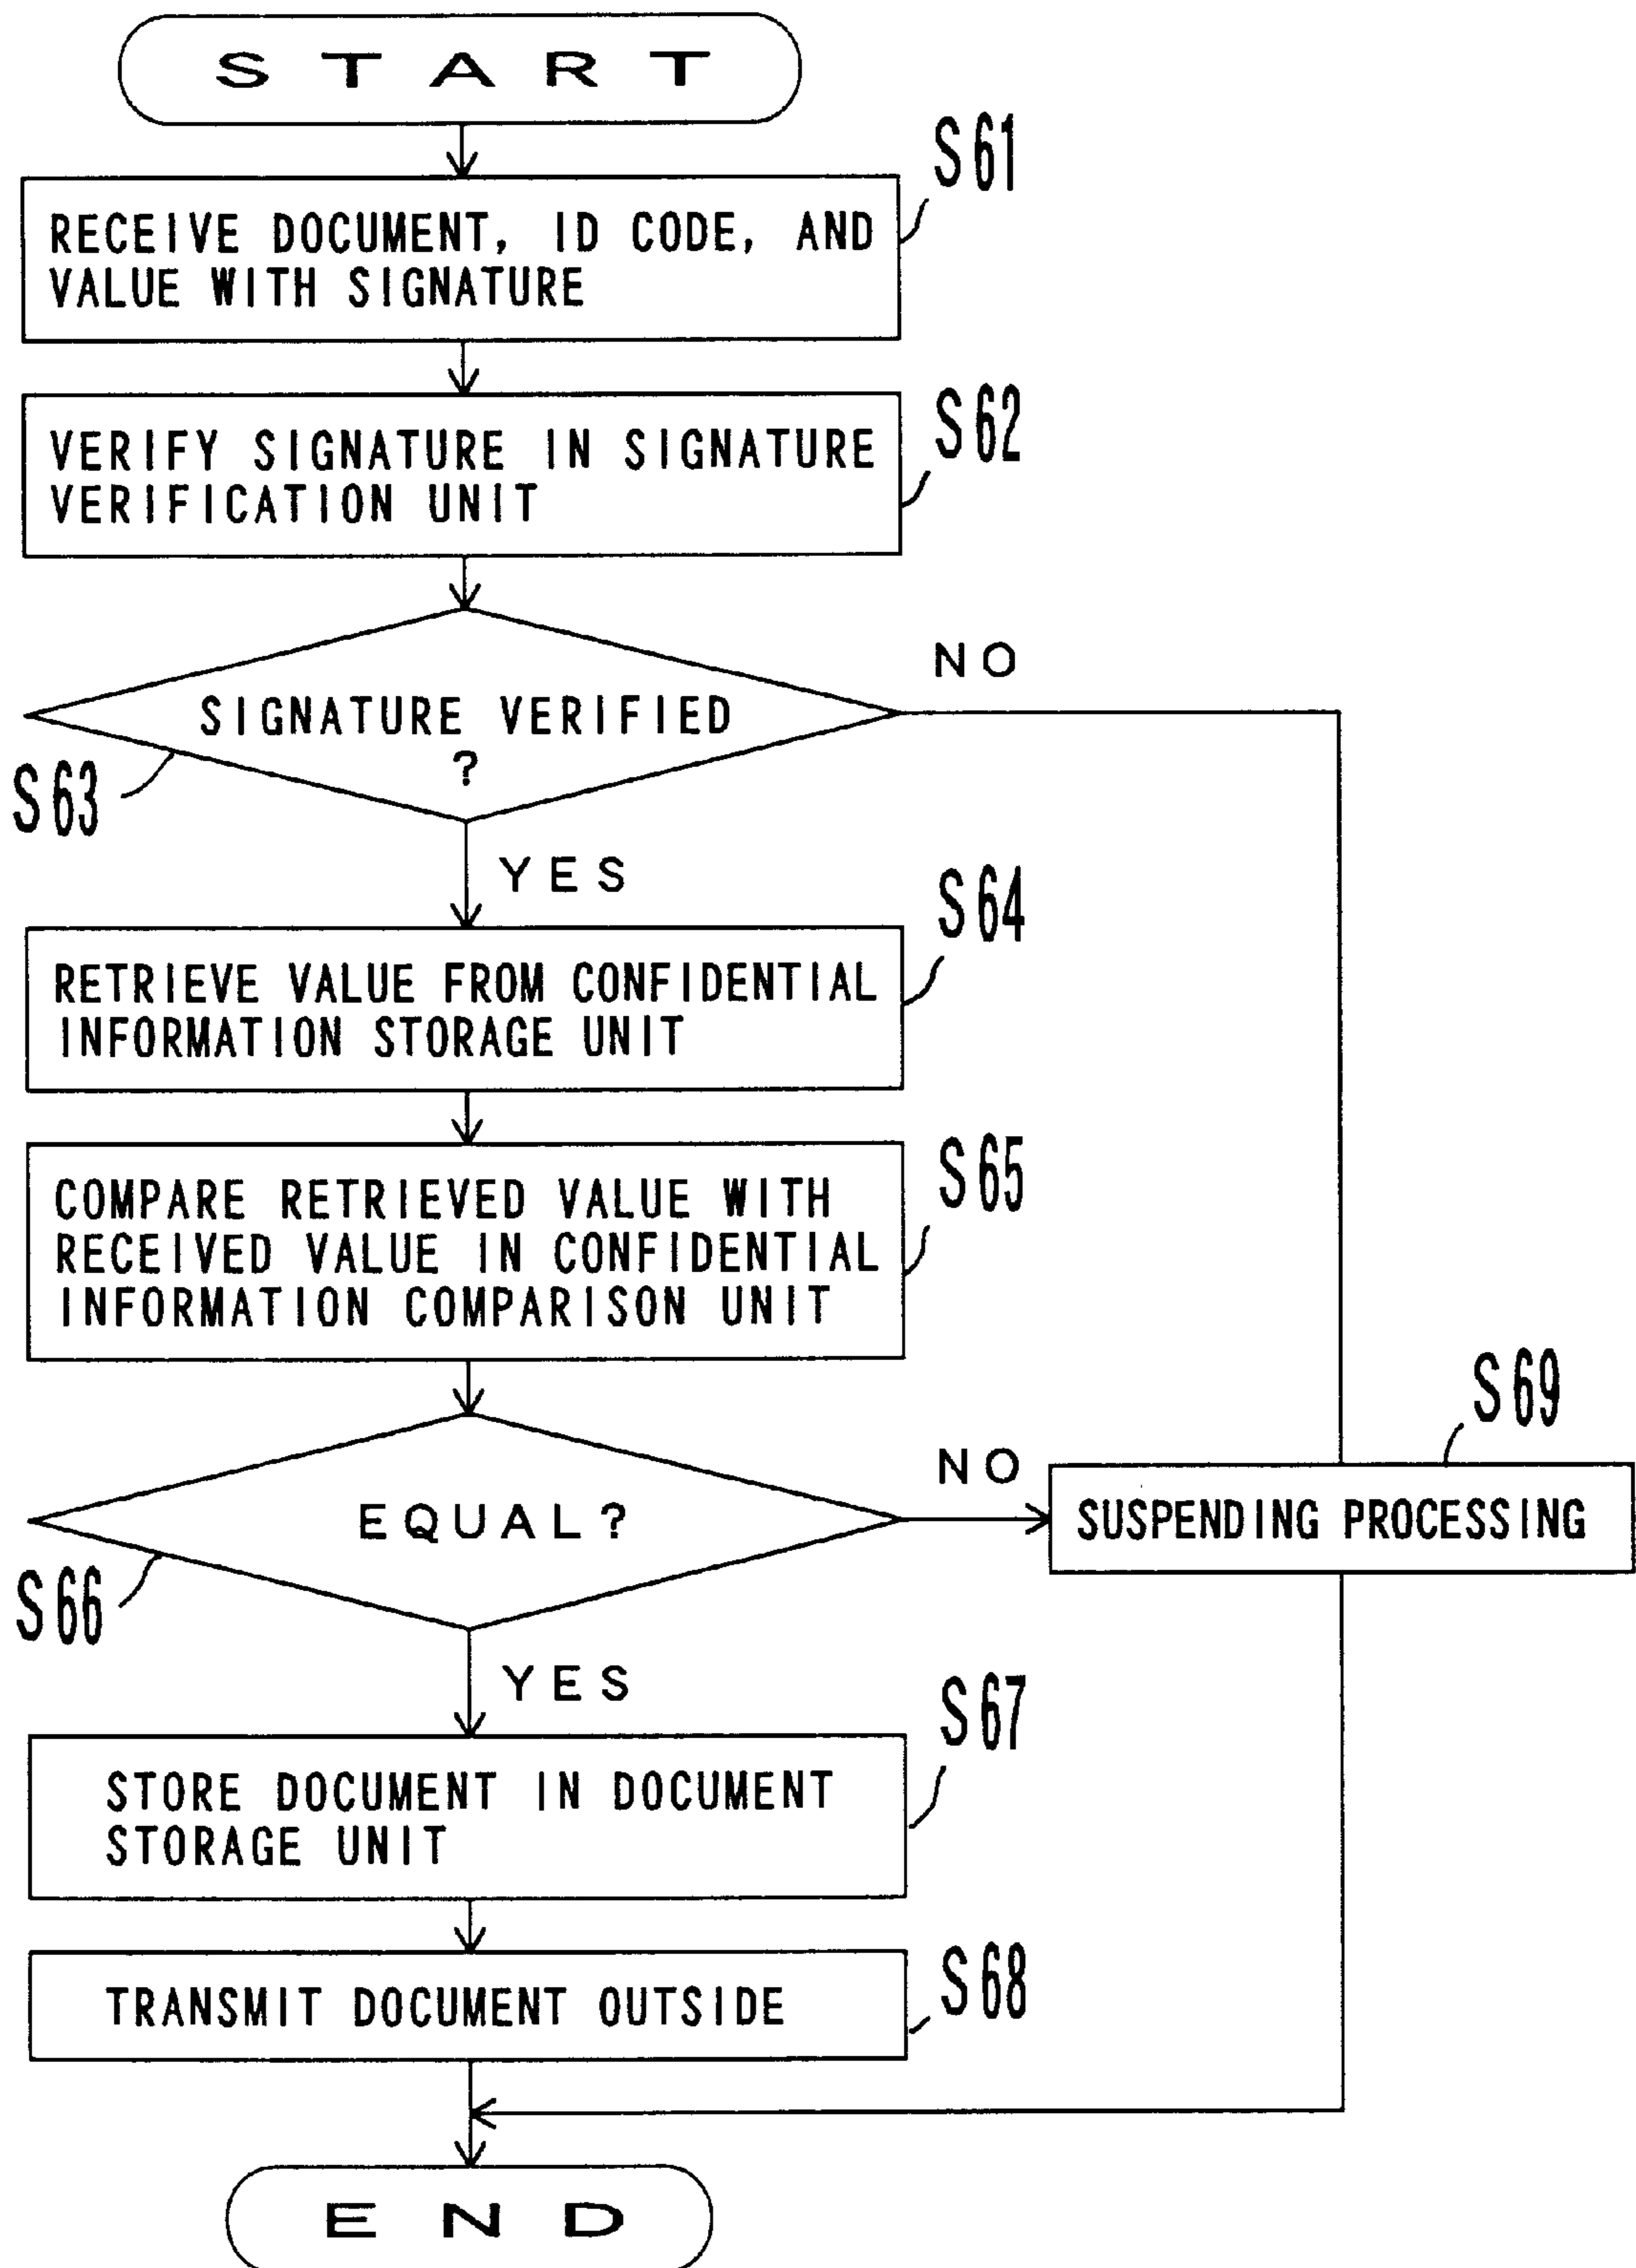 START
S61
RECEIVE DOCUMENT, ID CODE, AND
VALUE WITH SIGNATURE
S62
VERIFY SIGNATURE IN SIGNATURE
VERIFICATION UNIT
NO
SIGNATURE VERIFIED
?
S63
YES
S64
RETRIEVE VALUE FROM CONFIDENTIAL
INFORMATION STORAGE UNIT
S65
COMPARE RETRIEVED VALUE WITH
RECEIVED VALUE IN CONFIDENTIAL
INFORMATION COMPARISON UNIT
S69
NO
EQUAL?
SUSPENDING PROCESSING
S66
YES
S67
STORE DOCUMENT IN DOCUMENT
STORAGE UNIT
S68
TRANSMIT DOCUMENT OUTSIDE
END